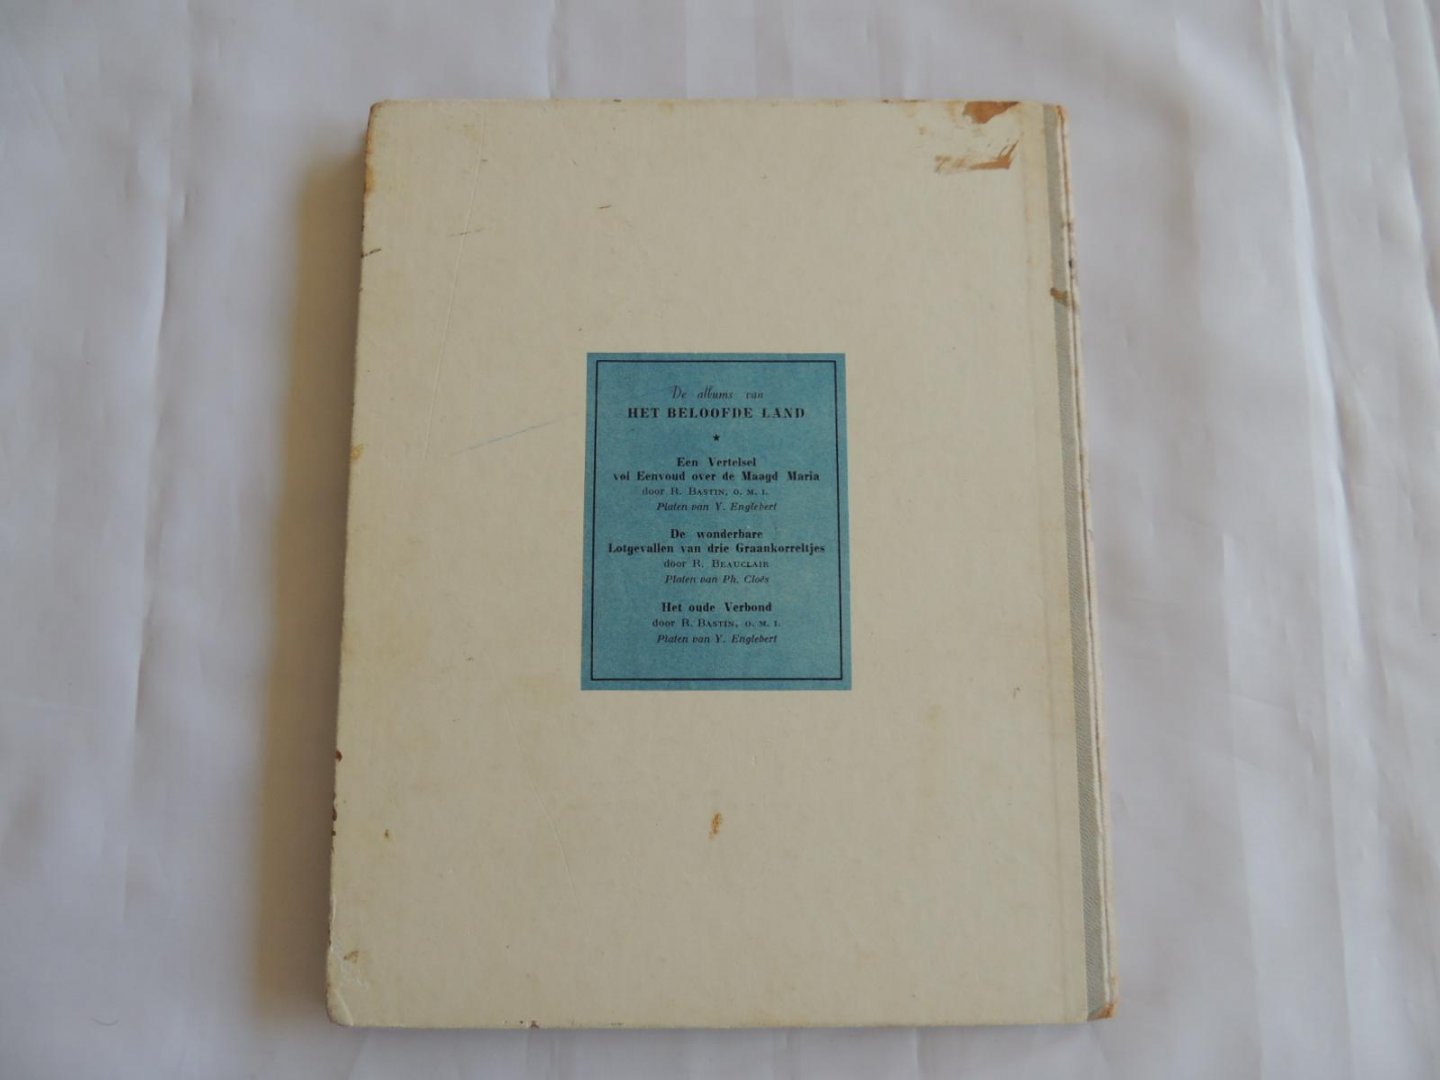 De albums van
HET BELOOFDE LAND
★
Een Vertelsel
vol Eenvoud over de Maagd Maria
door R. BASTIN, O. M. I.
Platen van Y. Englebert
De wonderbare
Lotgevallen van drie Graankorreltjes
door R. BEAUCLAIR
Platen van Ph. Cloës
Het oude Verbond
door R. BASTIN, O. M. I.
Platen van Y. Englebert